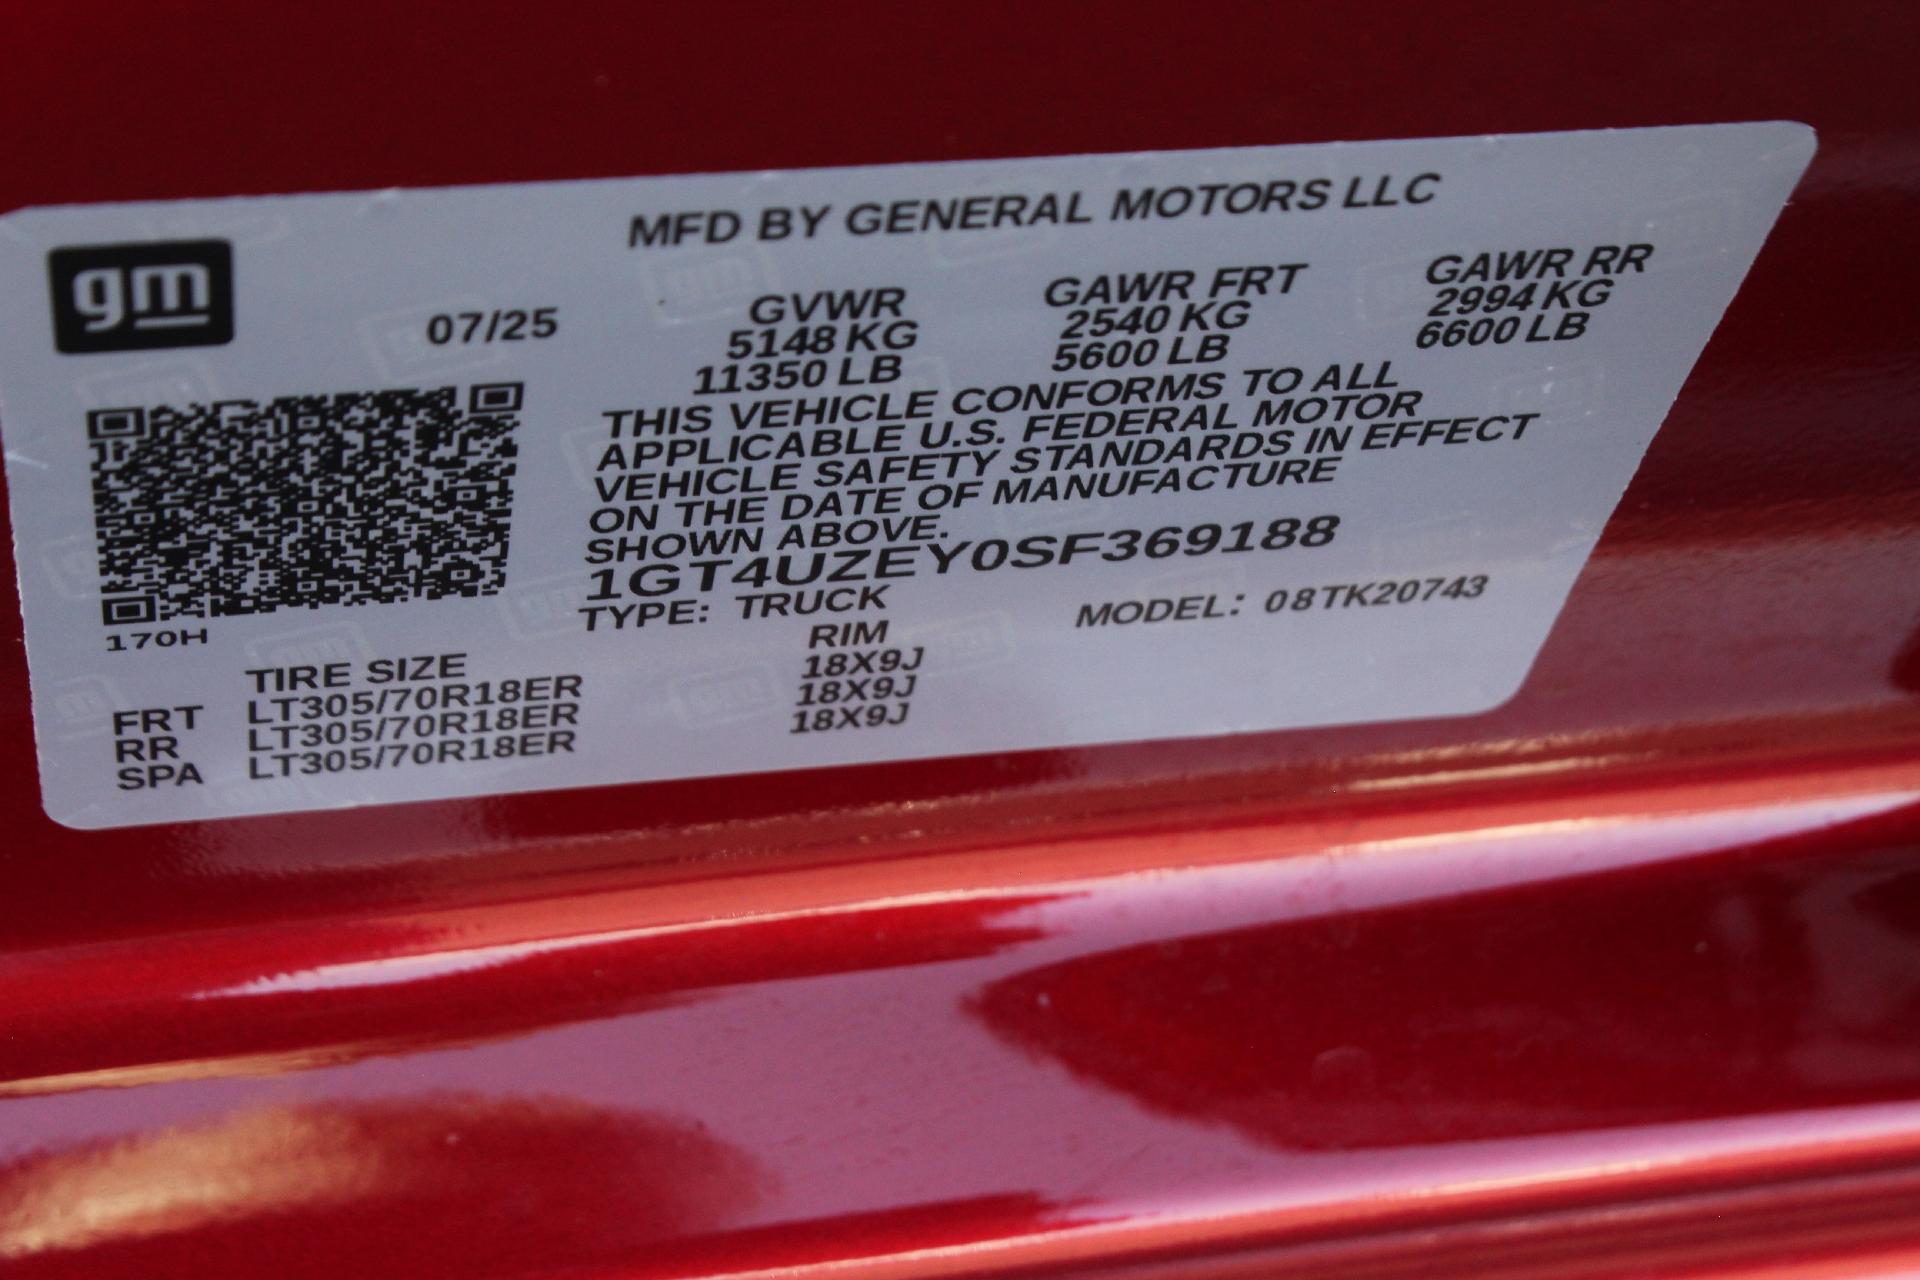 MFD BY GENERAL MOTORS LLC
gm
07/25 GVWR GAWR FRT GAWR RR
5148 KG 2540 KG 2994 KG
11350 LB 5600 LB 6600 LB
THIS VEHICLE CONFORMS TO ALL
APPLICABLE U.S. FEDERAL MOTOR
VEHICLE SAFETY STANDARDS IN EFFECT
ON THE DATE OF MANUFACTURE
SHOWN ABOVE.
1GT4UZEY0SF369188
TYPE: TRUCK MODEL: 08TK20743
170H
TIRE SIZE RIM
FRT LT305/70R18ER 18X9J
RR LT305/70R18ER 18X9J
SPA LT305/70R18ER 18X9J